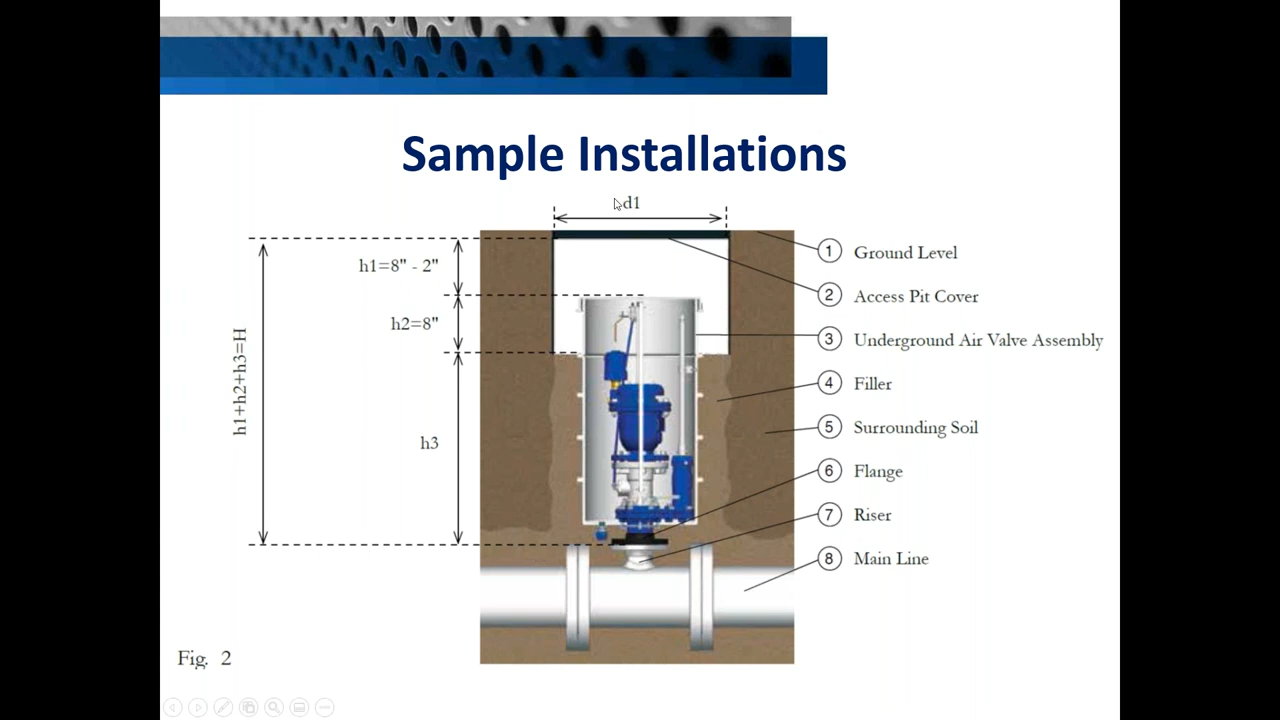 Sample Installations
d1
h1=8" - 2"
h2=8"
h3
h1+h2+h3=H
1 Ground Level
2 Access Pit Cover
3 Underground Air Valve Assembly
4 Filler
5 Surrounding Soil
6 Flange
7 Riser
8 Main Line
Fig. 2